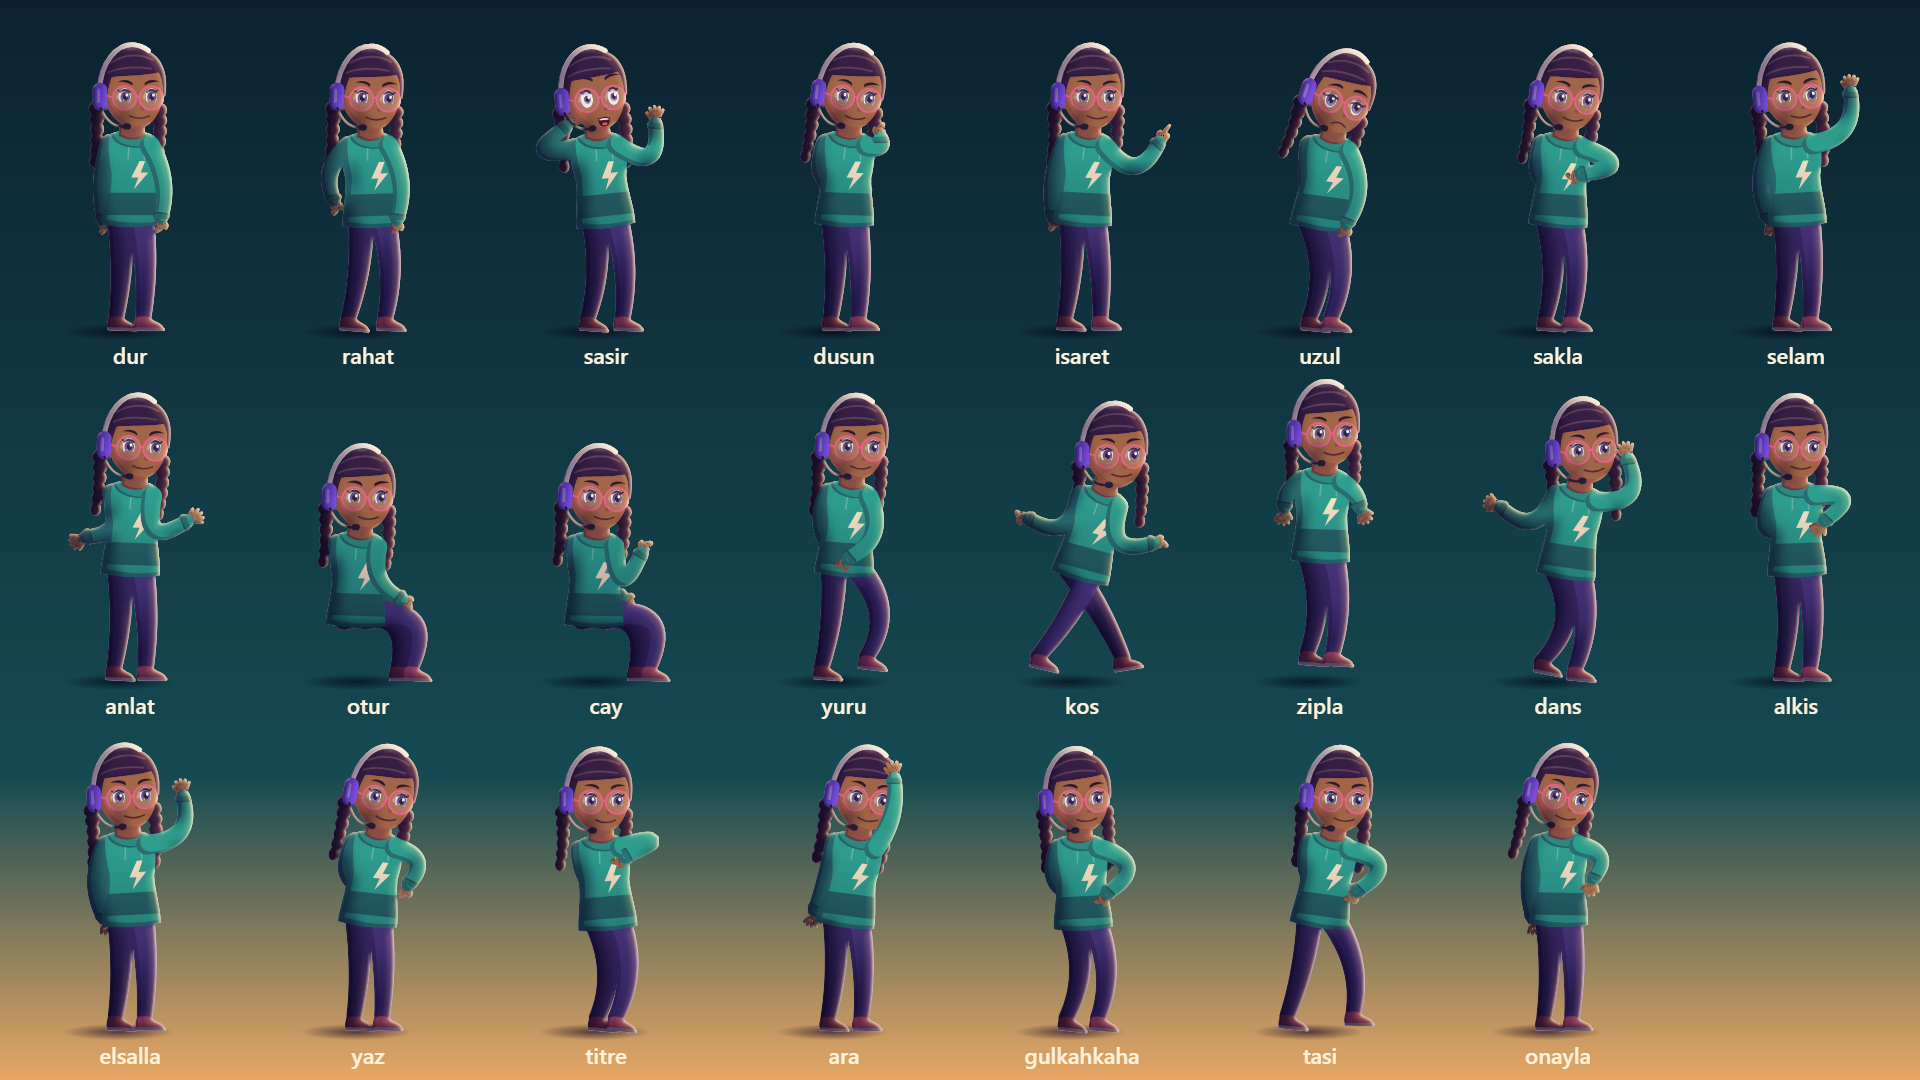 dur
rahat
sasir
dusun
isaret
uzul
sakla
selam
anlat
otur
cay
yuru
kos
zipla
dans
alkis
elsalla
yaz
titre
ara
gulkahkaha
tasi
onayla